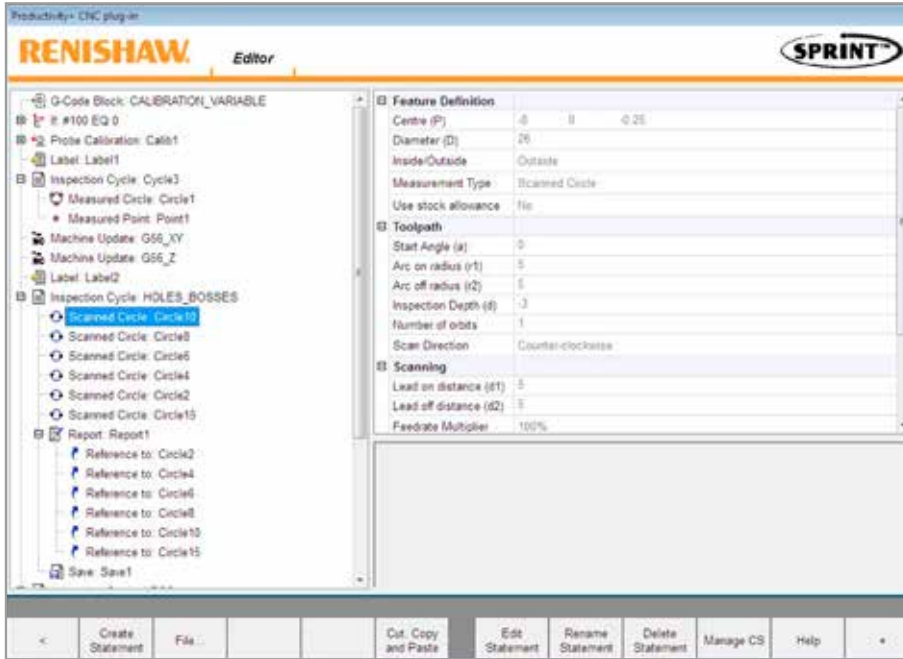 Productivity+ CNC plug-in
RENISHAW. Editor SPRINT™
G-Code Block: CALIBRATION_VARIABLE
If: #100 EQ 0
Probe Calibration: Calib1
Label: Label1
Inspection Cycle: Cycle3
Measured Circle: Circle1
Measured Point: Point1
Machine Update: G56_XY
Machine Update: G56_Z
Label: Label2
Inspection Cycle: HOLES_BOSSES
Scanned Circle: Circle10
Scanned Circle: Circle8
Scanned Circle: Circle6
Scanned Circle: Circle4
Scanned Circle: Circle2
Scanned Circle: Circle15
Report: Report1
Reference to: Circle2
Reference to: Circle4
Reference to: Circle6
Reference to: Circle8
Reference to: Circle10
Reference to: Circle15
Save: Save1
Feature Definition
Centre (P) 0 -0.25
Diameter (D) 26
Inside/Outside Outside
Measurement Type Scanned Circle
Use stock allowance No
Toolpath
Start Angle (a) 0
Arc on radius (r1) 5
Arc off radius (r2) 5
Inspection Depth (d) -3
Number of orbits 1
Scan Direction Counter-clockwise
Scanning
Lead on distance (d1) 5
Lead off distance (d2) 5
Feedrate Multiplier 100%
<
Create Statement
File...
Cut, Copy and Paste
Edit Statement
Rename Statement
Delete Statement
Manage CS
Help